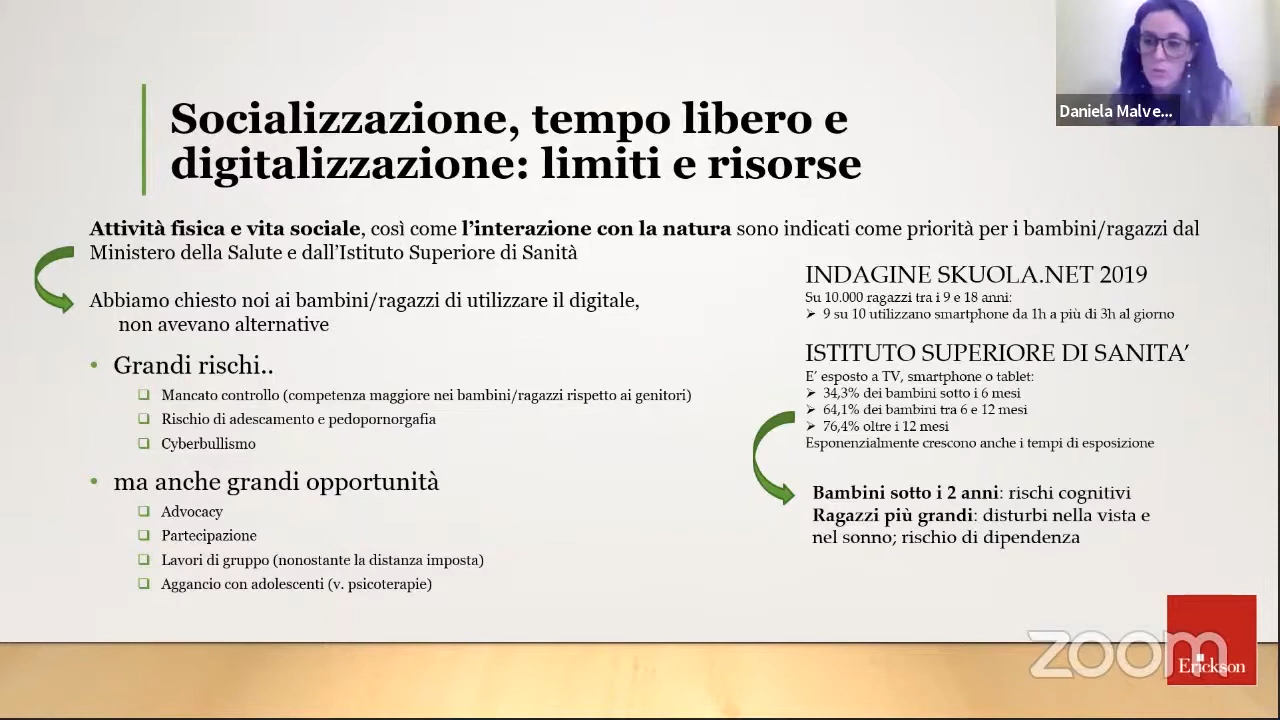 Daniela Malve...
Socializzazione, tempo libero e
digitalizzazione: limiti e risorse
Attività fisica e vita sociale, così come l'interazione con la natura sono indicati come priorità per i bambini/ragazzi dal
Ministero della Salute e dall'Istituto Superiore di Sanità
Abbiamo chiesto noi ai bambini/ragazzi di utilizzare il digitale,
non avevano alternative
• Grandi rischi..
❑ Mancato controllo (competenza maggiore nei bambini/ragazzi rispetto ai genitori)
❑ Rischio di adescamento e pedopornorgafia
❑ Cyberbullismo
• ma anche grandi opportunità
❑ Advocacy
❑ Partecipazione
❑ Lavori di gruppo (nonostante la distanza imposta)
❑ Aggancio con adolescenti (v. psicoterapie)
INDAGINE SKUOLA.NET 2019
Su 10.000 ragazzi tra i 9 e 18 anni:
➢ 9 su 10 utilizzano smartphone da 1h a più di 3h al giorno
ISTITUTO SUPERIORE DI SANITA'
E' esposto a TV, smartphone o tablet:
➢ 34,3% dei bambini sotto i 6 mesi
➢ 64,1% dei bambini tra 6 e 12 mesi
➢ 76,4% oltre i 12 mesi
Esponenzialmente crescono anche i tempi di esposizione
Bambini sotto i 2 anni: rischi cognitivi
Ragazzi più grandi: disturbi nella vista e
nel sonno; rischio di dipendenza
zoom
Erickson